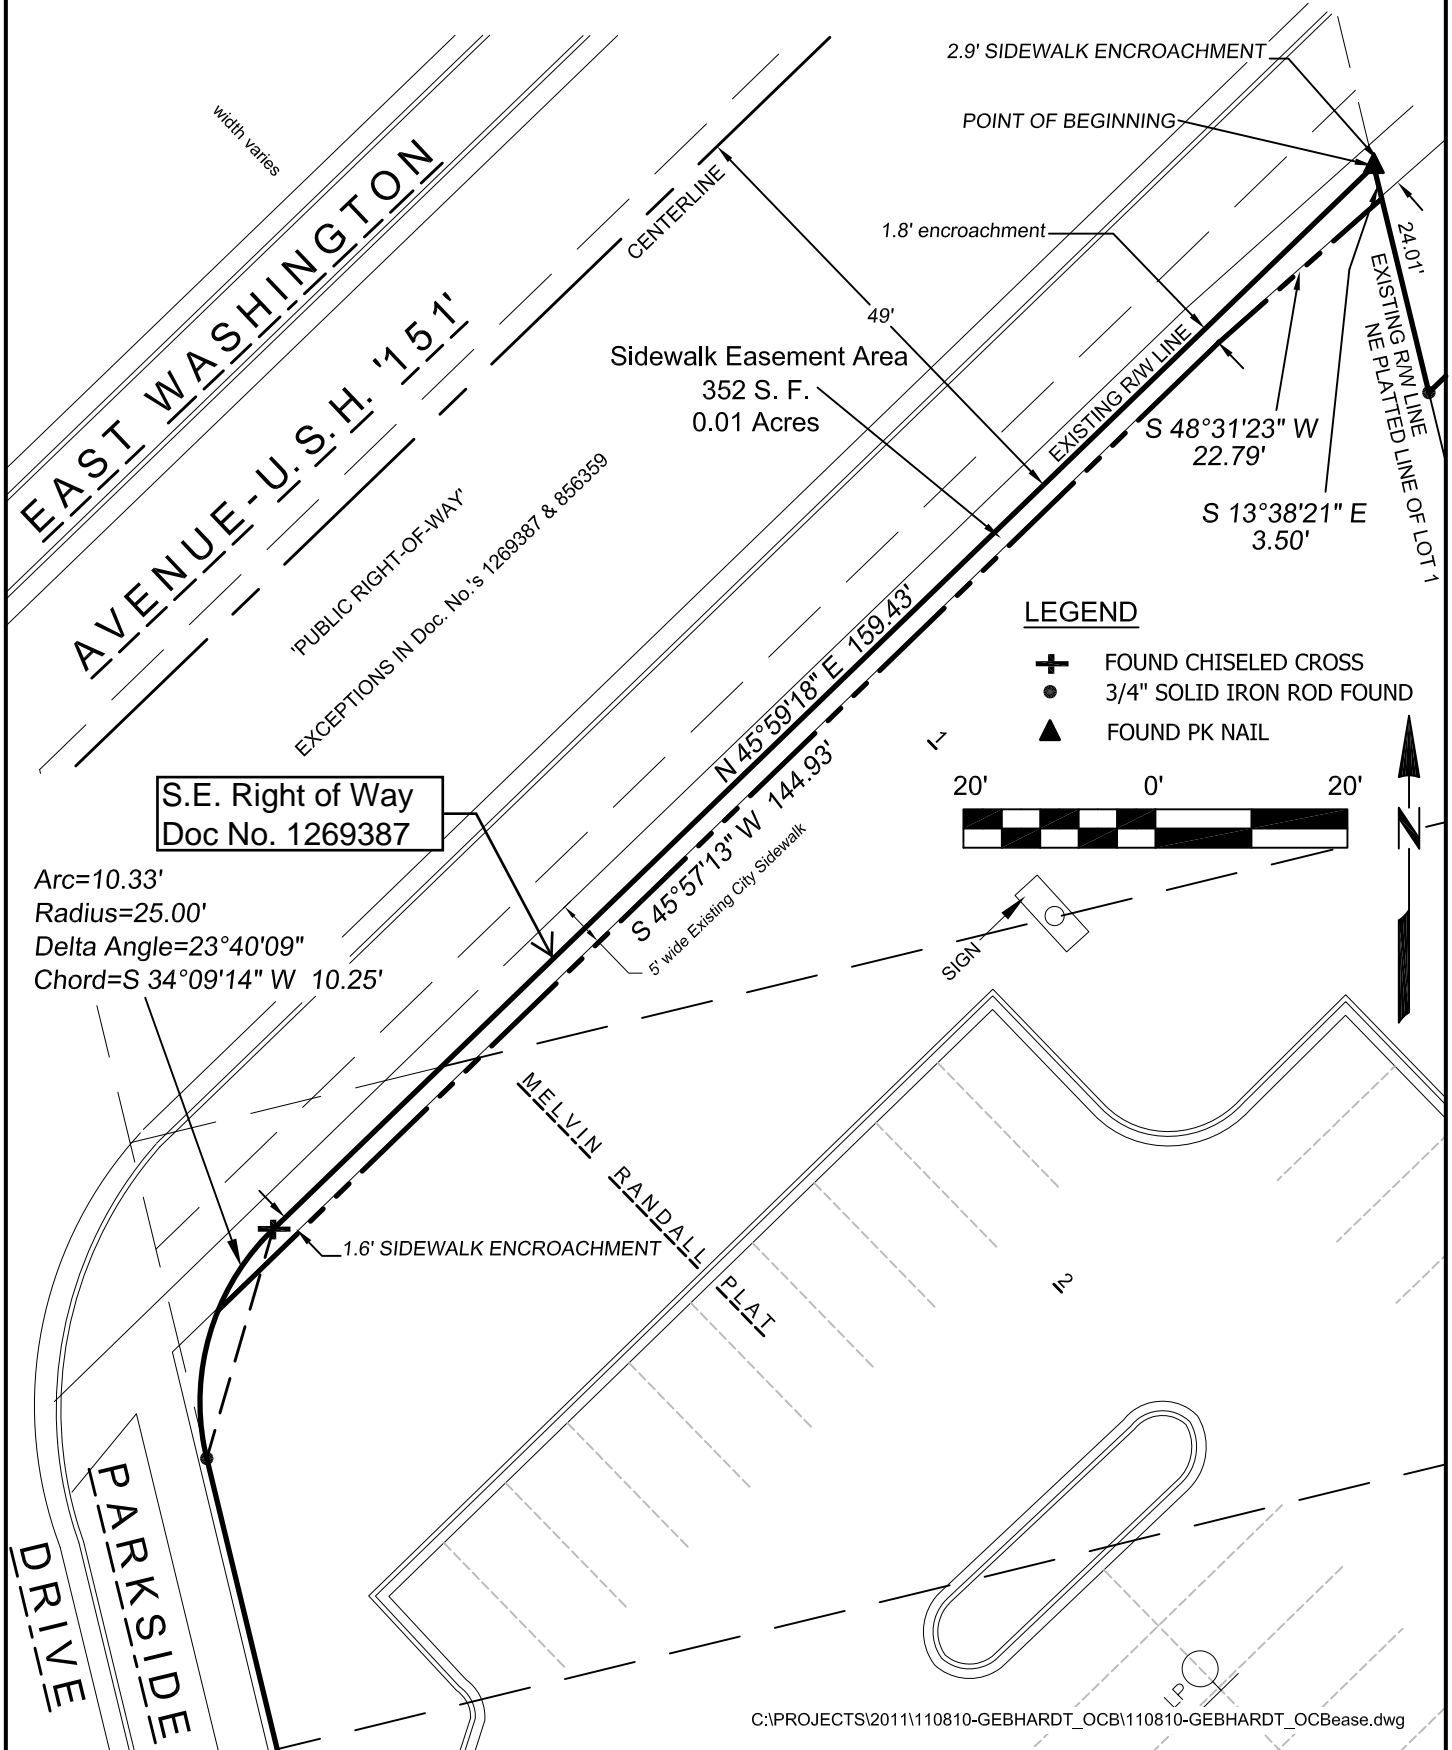 2.9' SIDEWALK ENCROACHMENT
POINT OF BEGINNING
1.8' encroachment
width varies
EAST WASHINGTON
AVENUE-U.S.H. '151'
CENTERLINE
49'
24.01'
EXISTING R/W LINE
NE PLATTED LINE OF LOT 1
Sidewalk Easement Area
352 S. F.
0.01 Acres
EXISTING R/W LINE
S 48°31'23" W
22.79'
S 13°38'21" E
3.50'
'PUBLIC RIGHT-OF-WAY'
EXCEPTIONS IN Doc. No.'s 1269387 & 856359
LEGEND
FOUND CHISELED CROSS
3/4" SOLID IRON ROD FOUND
FOUND PK NAIL
20' 0' 20'
N
N 45°59'18" E 159.43'
S 45°57'13" W 144.93'
5' wide Existing City Sidewalk
1
S.E. Right of Way
Doc No. 1269387
Arc=10.33'
Radius=25.00'
Delta Angle=23°40'09"
Chord=S 34°09'14" W 10.25'
SIGN
MELVIN RANDALL PLAT
1.6' SIDEWALK ENCROACHMENT
2
PARKSIDE
DRIVE
LP
C:\PROJECTS\2011\110810-GEBHARDT_OCB\110810-GEBHARDT_OCBease.dwg